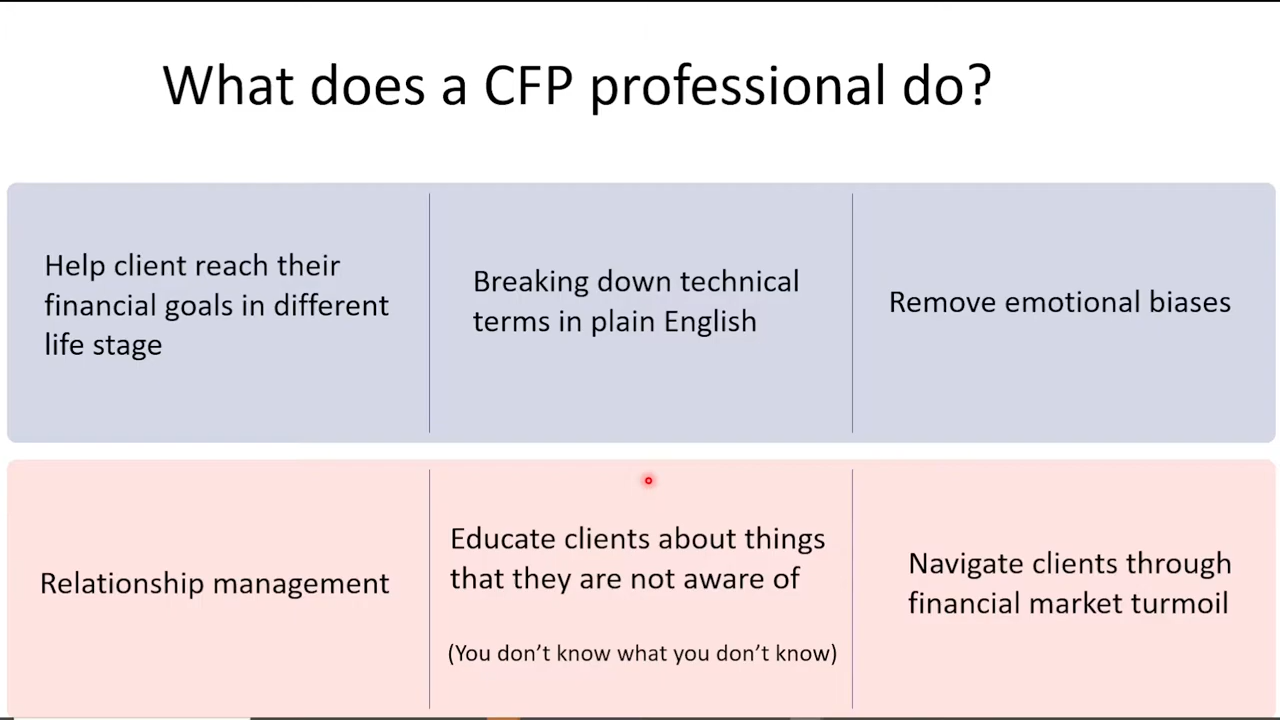 What does a CFP professional do?
Help client reach their
financial goals in different
life stage
Breaking down technical
terms in plain English
Remove emotional biases
Relationship management
Educate clients about things
that they are not aware of
(You don’t know what you don’t know)
Navigate clients through
financial market turmoil